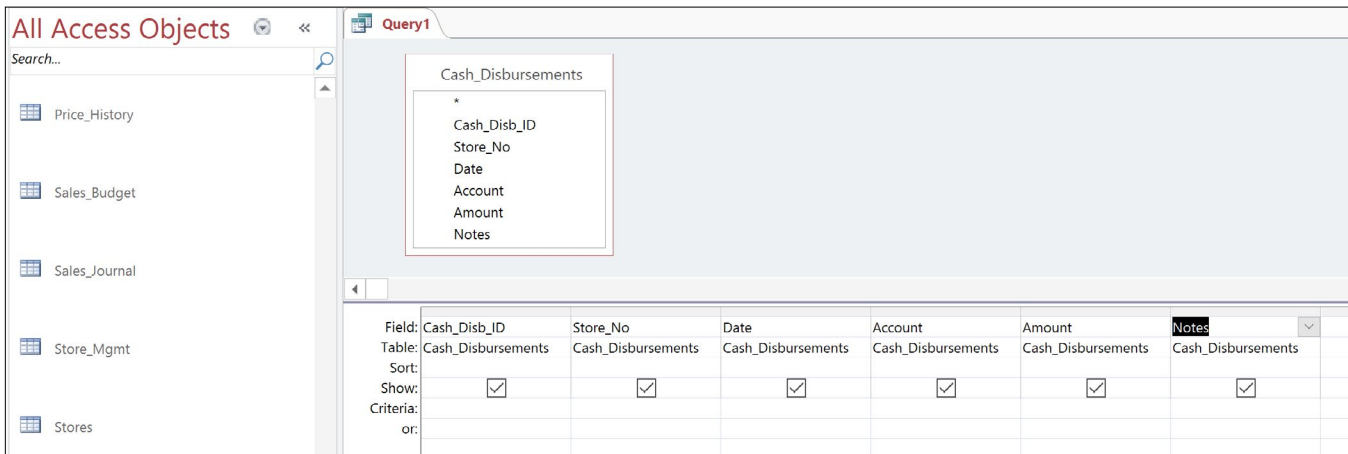 All Access Objects
Search...
Price_History
Sales_Budget
Sales_Journal
Store_Mgmt
Stores
Query1
Cash_Disbursements
*
Cash_Disb_ID
Store_No
Date
Account
Amount
Notes
Field: Cash_Disb_ID Store_No Date Account Amount Notes
Table: Cash_Disbursements Cash_Disbursements Cash_Disbursements Cash_Disbursements Cash_Disbursements Cash_Disbursements
Sort:
Show:
Criteria:
or: